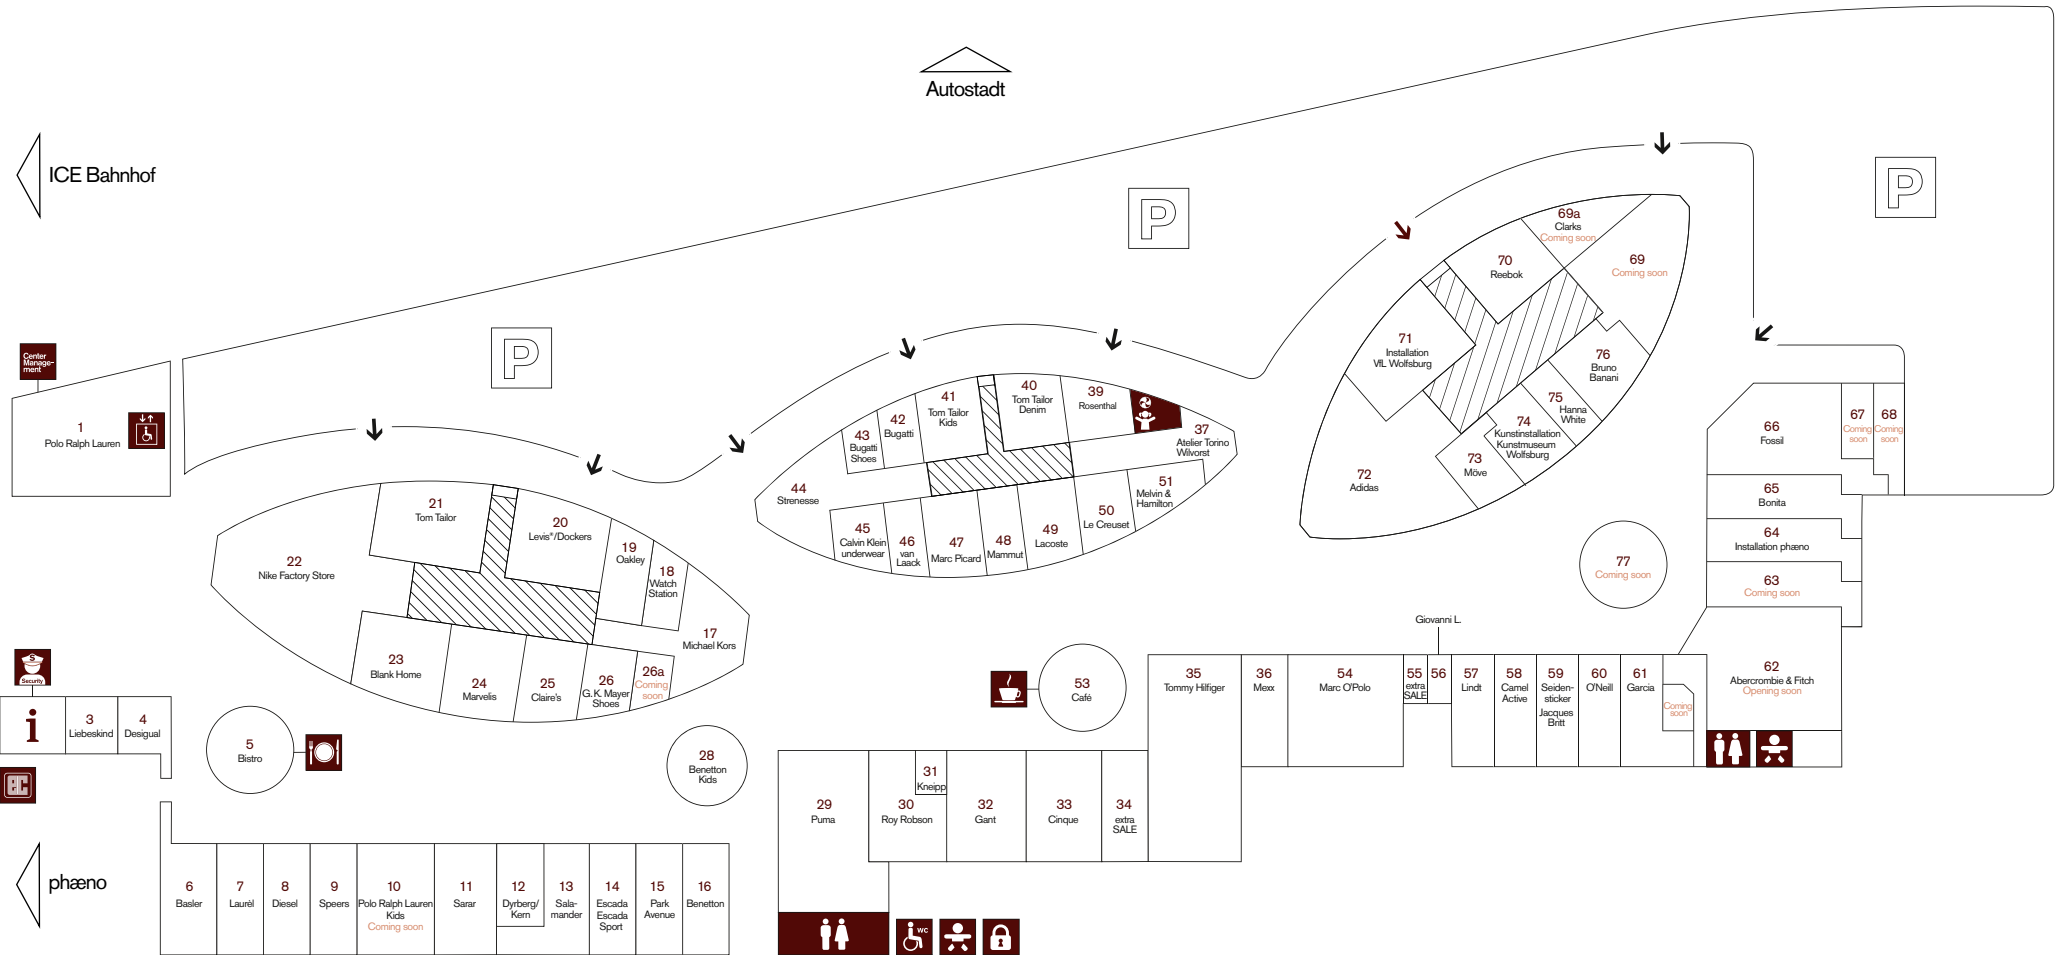 Autostadt
ICE Bahnhof
P
P
P
Center
Manage-
ment
1
Polo Ralph Lauren
69a
Clarks
Coming soon
69
Coming soon
70
Reebok
71
Installation
VfL Wolfsburg
76
Bruno
Banani
75
Hanna
White
74
Kunstinstallation
Kunstmuseum
Wolfsburg
73
Möve
72
Adidas
66
Fossil
67
Coming
soon
68
Coming
soon
65
Bonita
64
Installation phæno
63
Coming soon
62
Abercrombie & Fitch
Opening soon
77
Coming soon
44
Strenesse
43
Bugatti
Shoes
42
Bugatti
41
Tom Tailor
Kids
40
Tom Tailor
Denim
39
Rosenthal
37
Atelier Torino
Wilvorst
51
Melvin &
Hamilton
50
Le Creuset
49
Lacoste
48
Mammut
47
Marc Picard
46
van
Laack
45
Calvin Klein
underwear
22
Nike Factory Store
21
Tom Tailor
20
Levis®/Dockers
19
Oakley
18
Watch
Station
17
Michael Kors
23
Blank Home
24
Marvelis
25
Claire's
26
G. K. Mayer
Shoes
26a
Coming
soon
S
Security
i
3
Liebeskind
4
Desigual
EC
5
Bistro
28
Benetton
Kids
53
Café
Giovanni L.
35
Tommy Hilfiger
36
Mexx
54
Marc O'Polo
55
extra
SALE
56
57
Lindt
58
Camel
Active
59
Seiden-
sticker
Jacques
Britt
60
O'Neill
61
Garcia
Coming
soon
29
Puma
30
Roy Robson
31
Kneipp
32
Gant
33
Cinque
34
extra
SALE
phæno
6
Basler
7
Laurèl
8
Diesel
9
Speers
10
Polo Ralph Lauren
Kids
Coming soon
11
Sarar
12
Dyrberg/
Kern
13
Sala-
mander
14
Escada
Escada
Sport
15
Park
Avenue
16
Benetton
WC